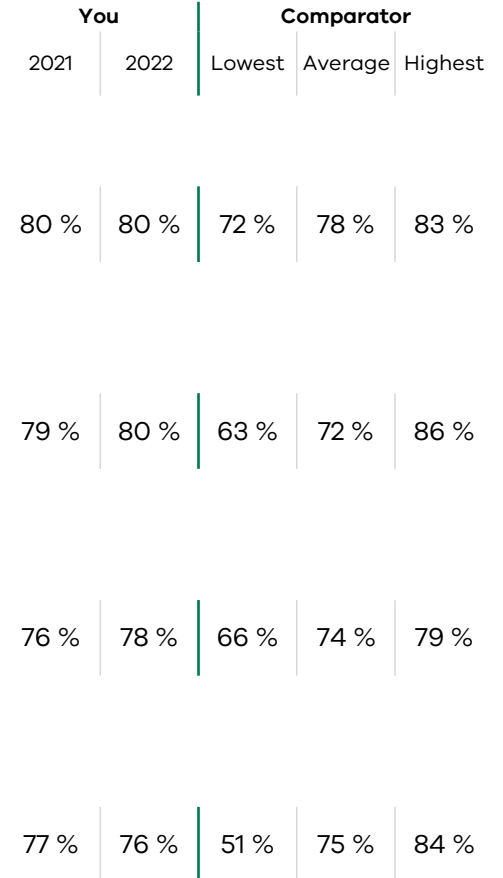 You Comparator
2021 2022 Lowest Average Highest
80 % 80 % 72 % 78 % 83 %
79 % 80 % 63 % 72 % 86 %
76 % 78 % 66 % 74 % 79 %
77 % 76 % 51 % 75 % 84 %